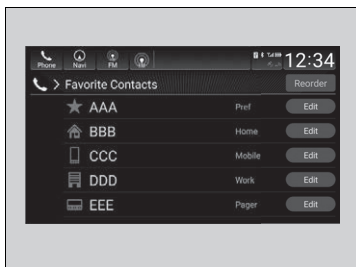 Phone Navi FM 12:34
Favorite Contacts Reorder
AAA Pref Edit
BBB Home Edit
CCC Mobile Edit
DDD Work Edit
EEE Pager Edit